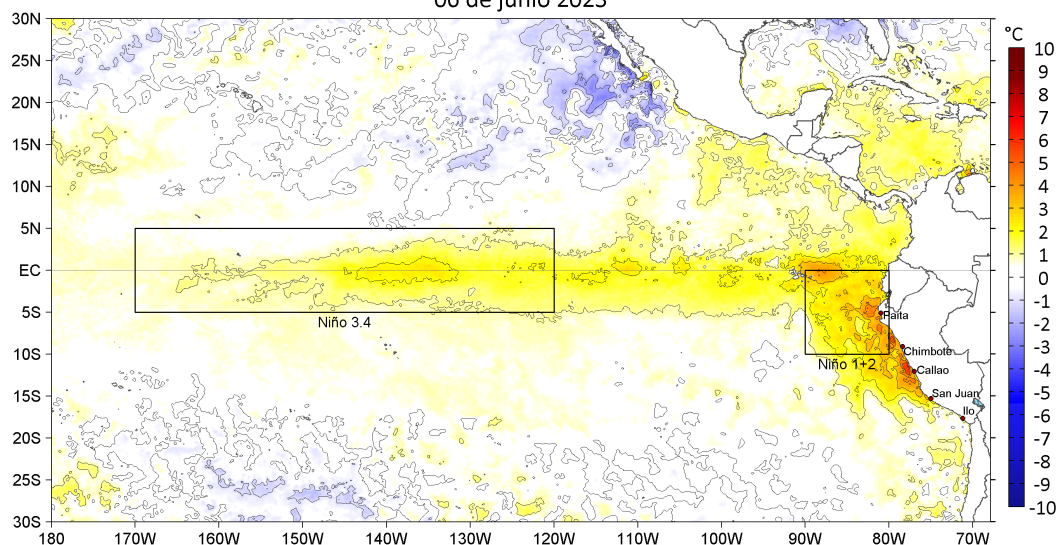 06 de junio 2023
°C
30N
25N
20N
15N
10N
5N
EC
5S
10S
15S
20S
25S
30S
180
170W
160W
150W
140W
130W
120W
110W
100W
90W
80W
70W
Niño 3.4
Niño 1+2
Paita
Chimbote
Callao
San Juan
Ilo
10
9
8
7
6
5
4
3
2
1
0
-1
-2
-3
-4
-5
-6
-7
-8
-9
-10